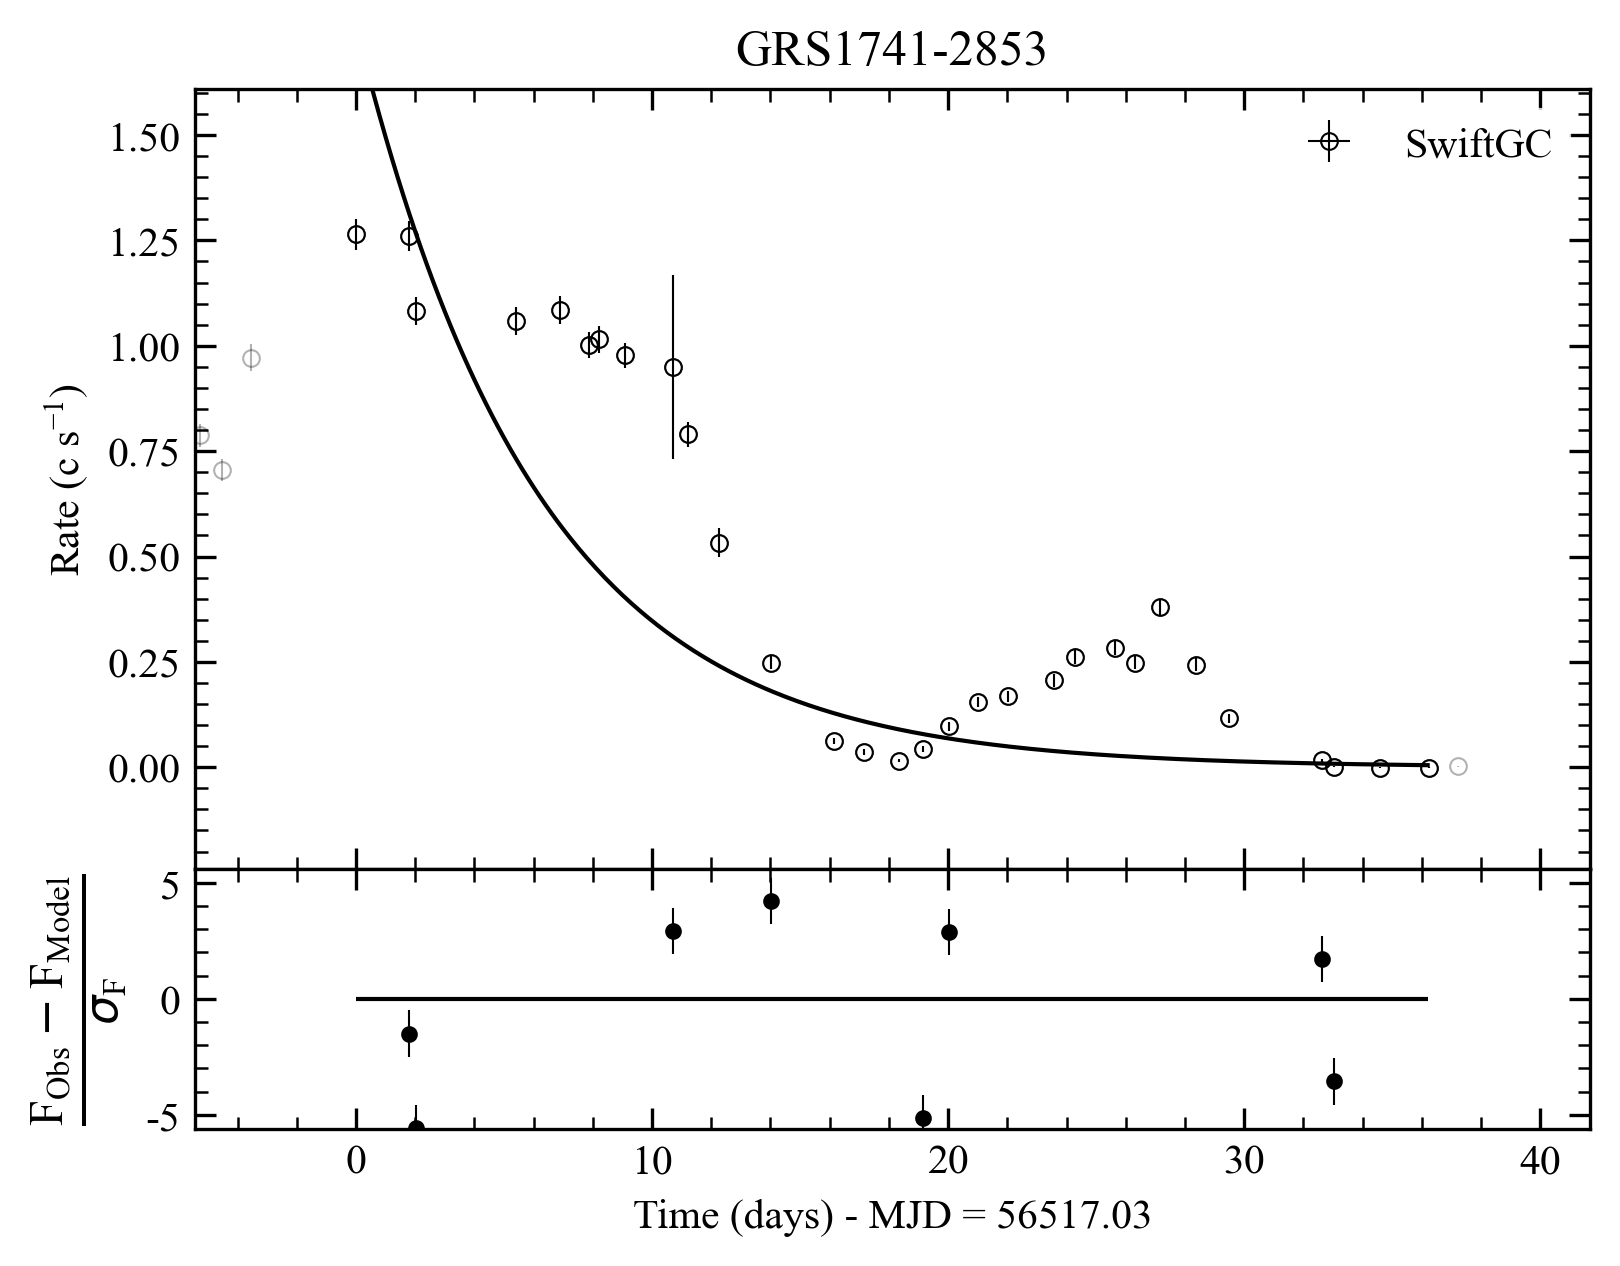 GRS1741-2853
SwiftGC
1.50
1.25
1.00
0.75
0.50
0.25
0.00
Rate (c s⁻¹)
5
0
-5
F_Obs − F_Model
σ_F
0 10 20 30 40
Time (days) - MJD = 56517.03